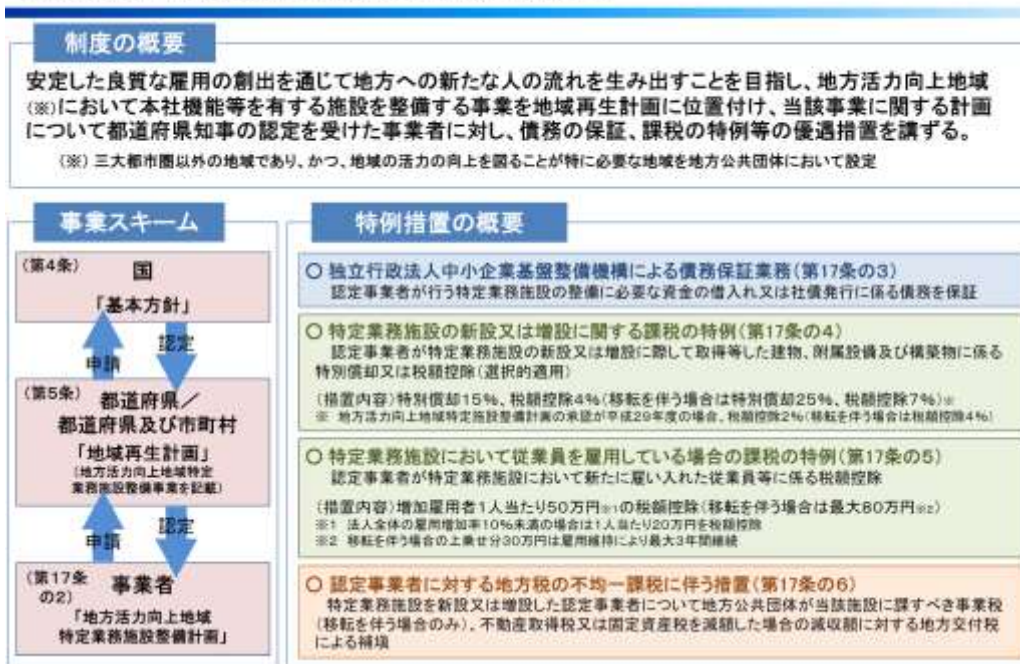 制度の概要
安定した良質な雇用の創出を通じて地方への新たな人の流れを生み出すことを目指し、地方活力向上地域
(※)において本社機能等を有する施設を整備する事業を地域再生計画に位置付け、当該事業に関する計画
について都道府県知事の認定を受けた事業者に対し、債務の保証、課税の特例等の優遇措置を講ずる。
(※) 三大都市圏以外の地域であり、かつ、地域の活力の向上を図ることが特に必要な地域を地方公共団体において設定
事業スキーム
(第4条)
国
「基本方針」
申請
認定
(第5条)
都道府県/
都道府県及び市町村
「地域再生計画」
(地方活力向上地域特定
業務施設整備事業を記載)
申請
認定
(第17条
の2)
事業者
「地方活力向上地域
特定業務施設整備計画」
特例措置の概要
○ 独立行政法人中小企業基盤整備機構による債務保証業務(第17条の3)
認定事業者が行う特定業務施設の整備に必要な資金の借入れ又は社債発行に係る債務を保証
○ 特定業務施設の新設又は増設に関する課税の特例(第17条の4)
認定事業者が特定業務施設の新設又は増設に際して取得等した建物、附属設備及び構築物に係る
特別償却又は税額控除(選択的適用)
(措置内容)特別償却15%、税額控除4%(移転を伴う場合は特別償却25%、税額控除7%)※
※ 地方活力向上地域特定施設整備計画の承認が平成29年度の場合、税額控除2%(移転を伴う場合は税額控除4%)
○ 特定業務施設において従業員を雇用している場合の課税の特例(第17条の5)
認定事業者が特定業務施設において新たに雇い入れた従業員等に係る税額控除
(措置内容)増加雇用者1人当たり50万円※1の税額控除(移転を伴う場合は最大80万円※2)
※1 法人全体の雇用増加率10%未満の場合は1人当たり20万円を税額控除
※2 移転を伴う場合の上乗せ分30万円は雇用維持により最大3年間継続
○ 認定事業者に対する地方税の不均一課税に伴う措置(第17条の6)
特定業務施設を新設又は増設した認定事業者について地方公共団体が当該施設に課すべき事業税
(移転を伴う場合のみ)、不動産取得税又は固定資産税を減額した場合の減収額に対する地方交付税
による補填